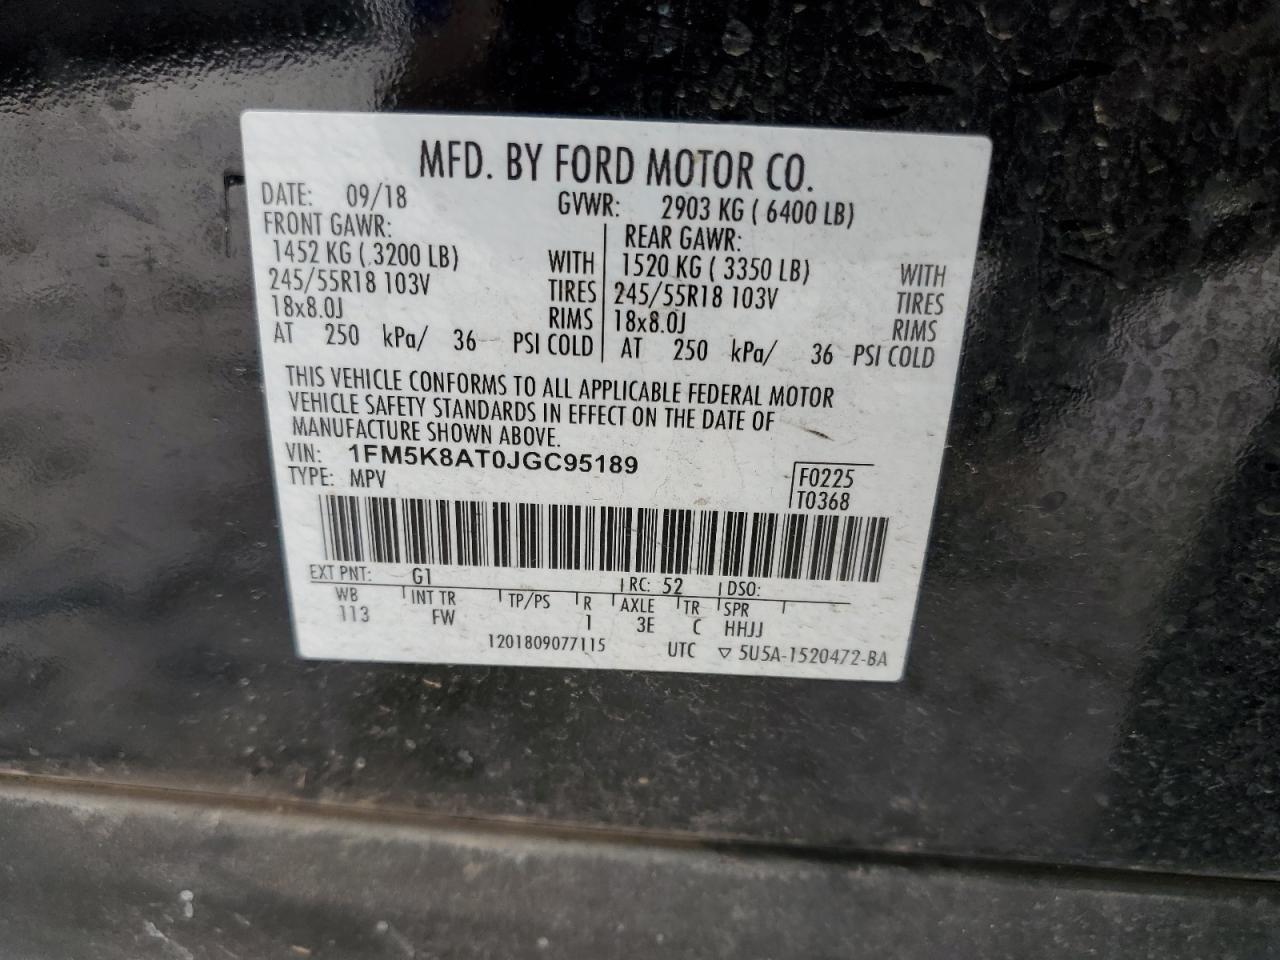 MFD. BY FORD MOTOR CO.
DATE: 09/18 GVWR: 2903 KG ( 6400 LB)
FRONT GAWR:
1452 KG ( .3200 LB) WITH
245/55R18 103V TIRES
18x8.0J RIMS
AT 250 kPa/ 36 PSI COLD
REAR GAWR:
1520 KG ( 3350 LB) WITH
245/55R18 103V TIRES
18x8.0J RIMS
AT 250 kPa/ 36 PSI COLD
THIS VEHICLE CONFORMS TO ALL APPLICABLE FEDERAL MOTOR
VEHICLE SAFETY STANDARDS IN EFFECT ON THE DATE OF
MANUFACTURE SHOWN ABOVE.
VIN: 1FM5K8AT0JGC95189
TYPE: MPV
F0225
T0368
EXT PNT: G1 RC: 52 DSO:
WB INT TR TP/PS R AXLE TR SPR
113 FW 1 3E C HHJJ
1201809077115 UTC ▽ 5U5A-1520472-BA